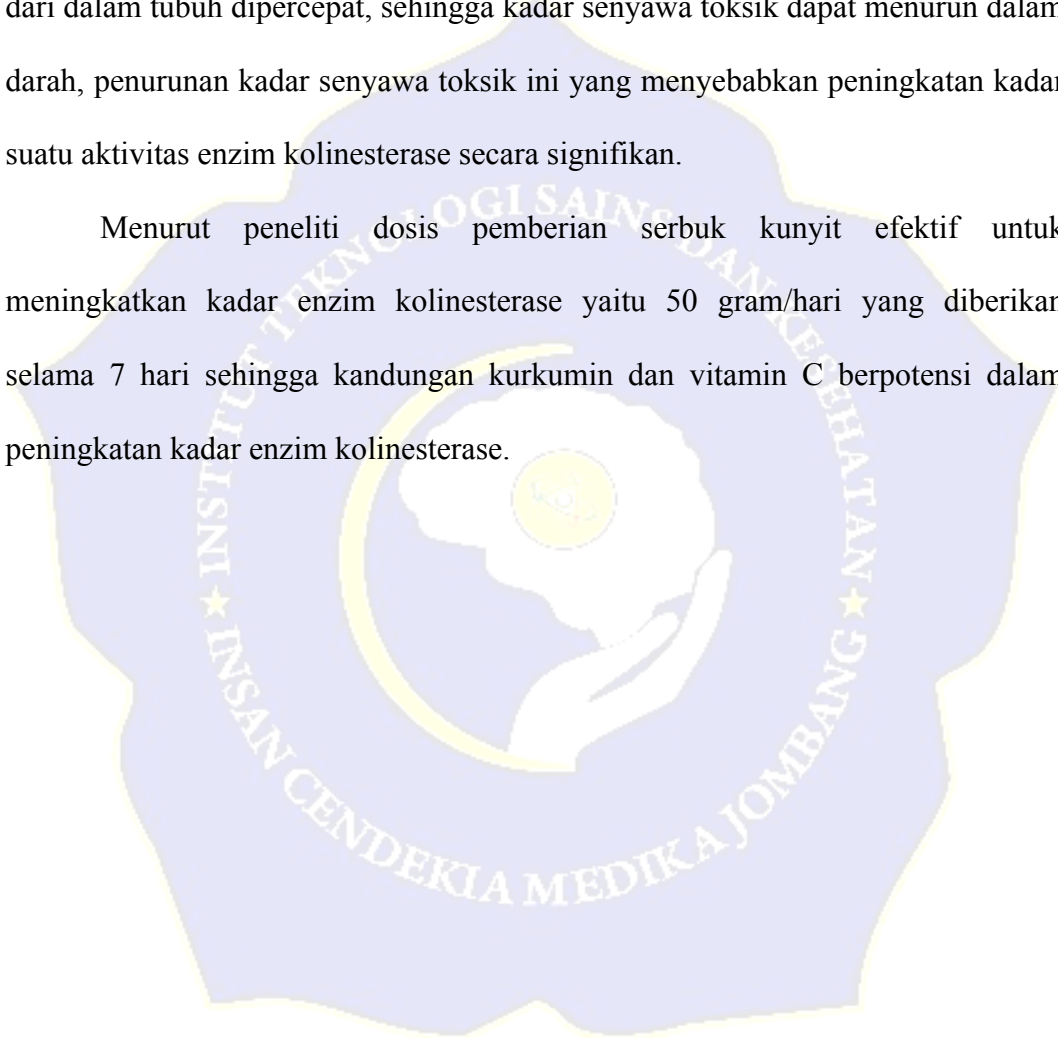 dari dalam tubuh dipercepat, sehingga kadar senyawa toksik dapat menurun dalam
darah, penurunan kadar senyawa toksik ini yang menyebabkan peningkatan kadar
suatu aktivitas enzim kolinesterase secara signifikan.
Menurut peneliti dosis pemberian serbuk kunyit efektif untuk
meningkatkan kadar enzim kolinesterase yaitu 50 gram/hari yang diberikan
selama 7 hari sehingga kandungan kurkumin dan vitamin C berpotensi dalam
peningkatan kadar enzim kolinesterase.
INSTITUT TEKNOLOGI SAINS DAN KESEHATAN
INSAN CENDEKIA MEDIKA JOMBANG